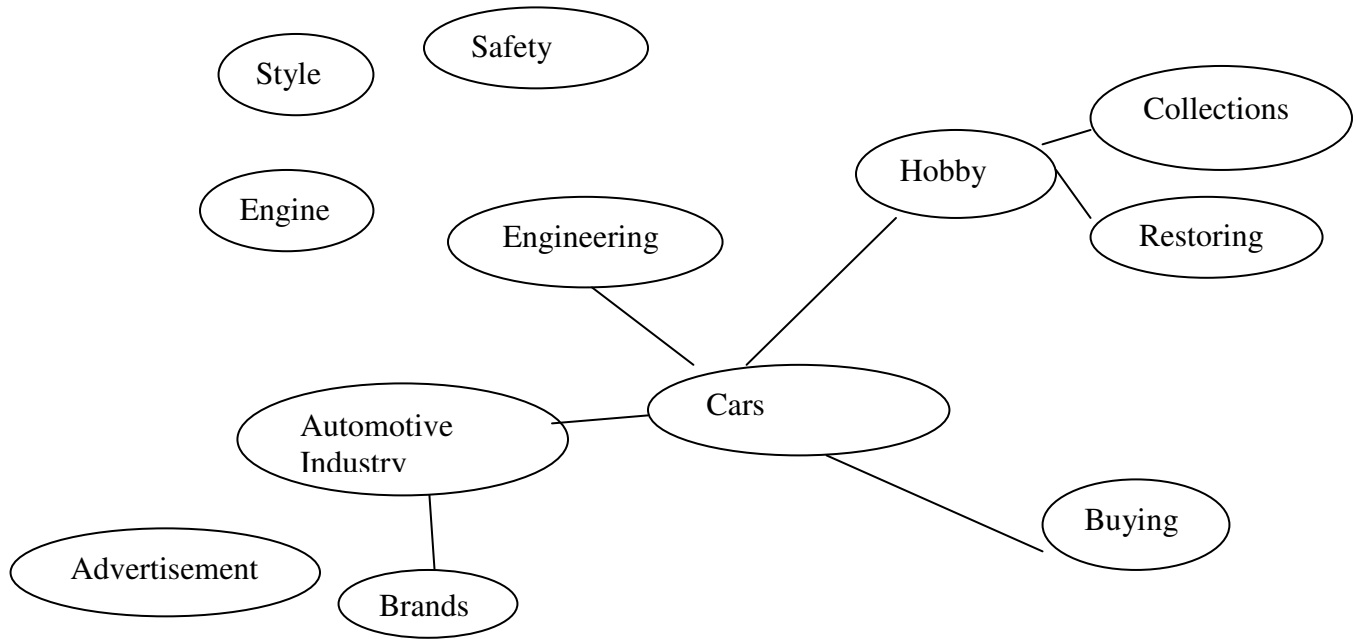 Safety
Style
Collections
Hobby
Engine
Engineering
Restoring
Cars
Automotive
Industry
Buying
Advertisement
Brands